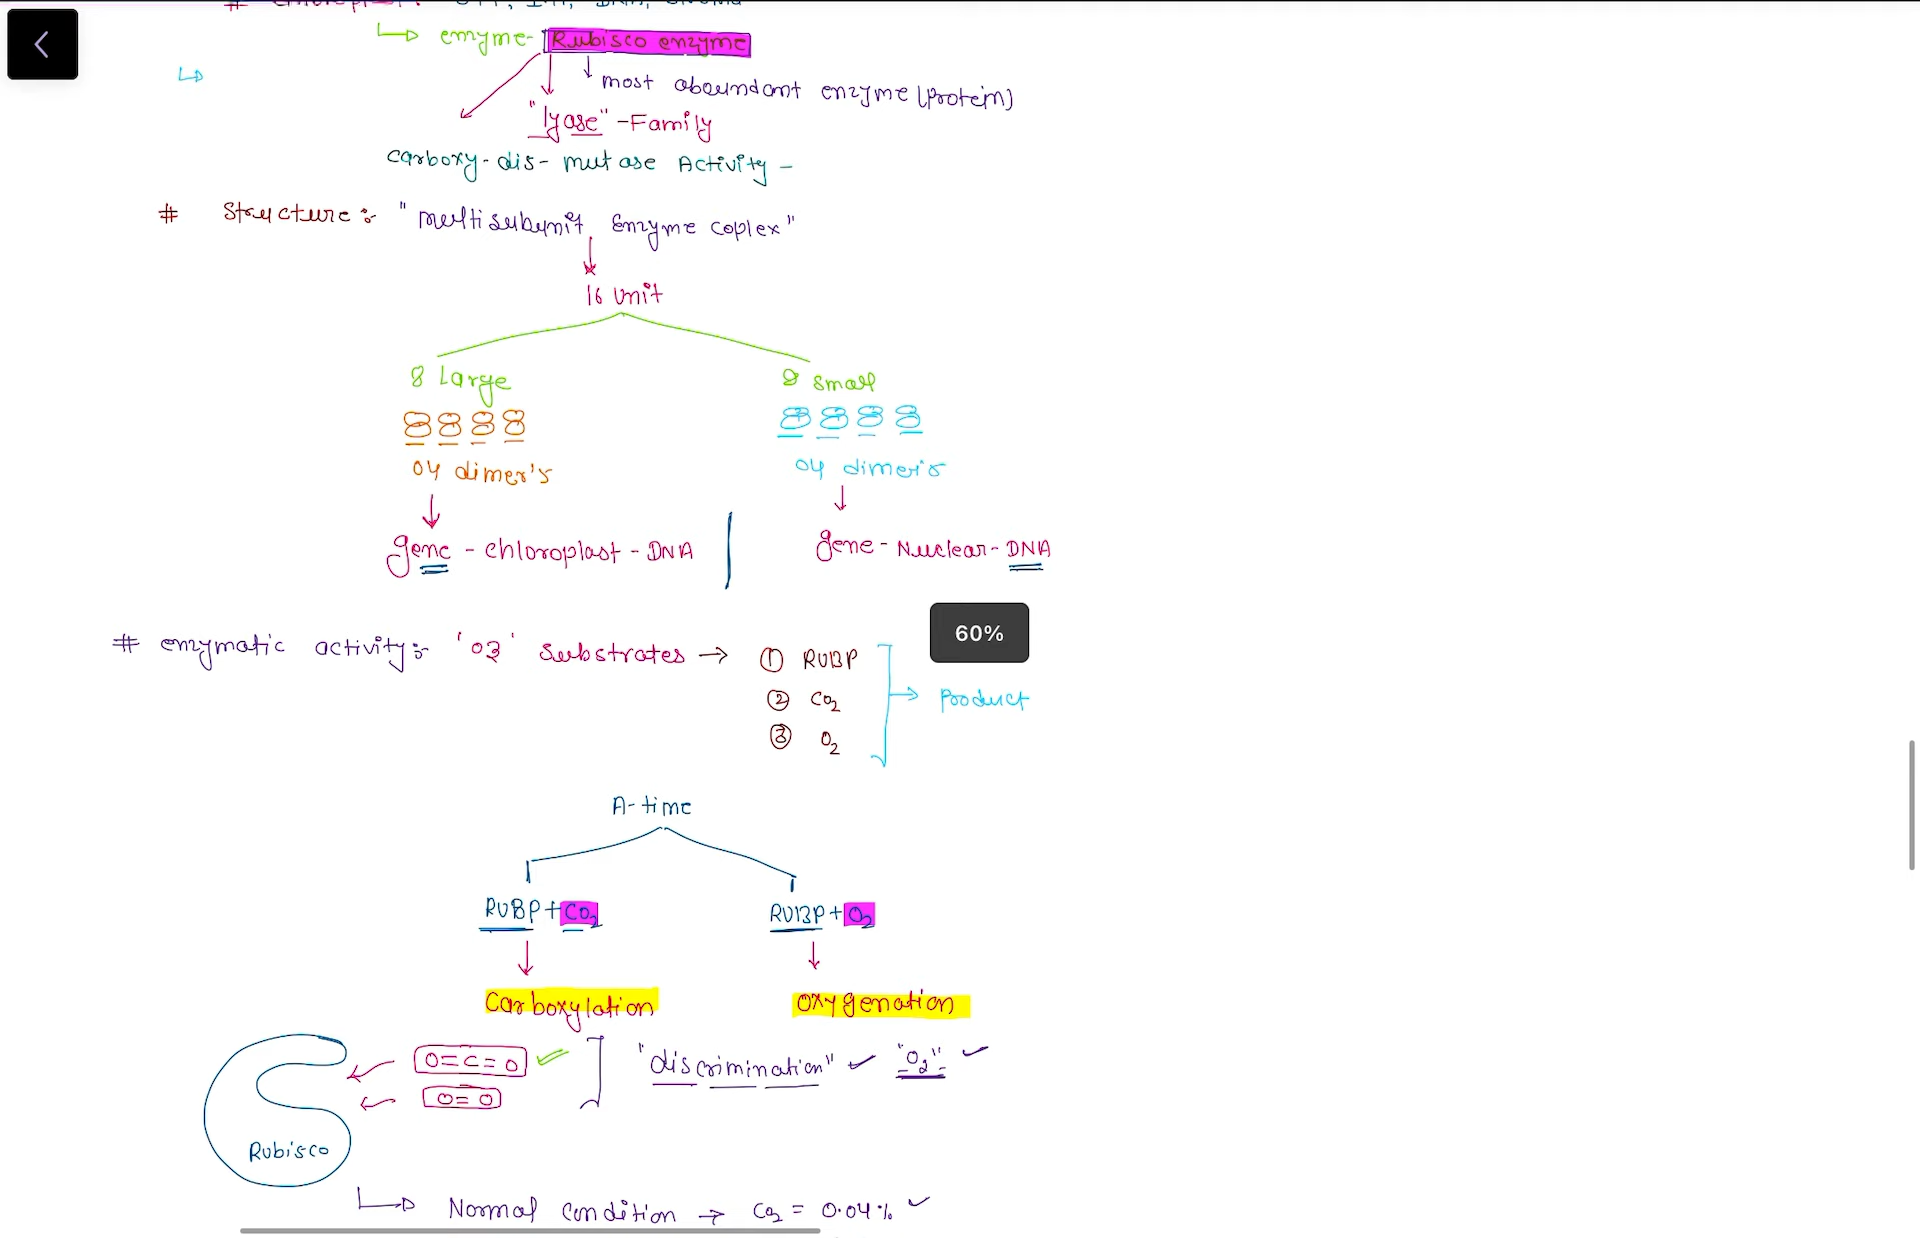 enzyme- Rubisco enzyme
most aboundant enzyme (protein)
"lyase" -Family
Carboxy-dis-mutase Activity -
# Structure:- "multisubunit Enzyme coplex"
16 Unit
8 Large 8 small
8888 8888
04 dimer's 04 dimer's
gene - chloroplast - DNA gene - Nuclear - DNA
60%
# enzymatic activity:- '03' Substrates → ① RUBP
② CO2 → Product
③ O2
A-time
RUBP + CO2 RUBP + O2
Carboxylation oxygenation
O=C=O "discrimination" ✓ "O2" ✓
O=O
Rubisco
Normal condition → CO2 = 0.04% ✓